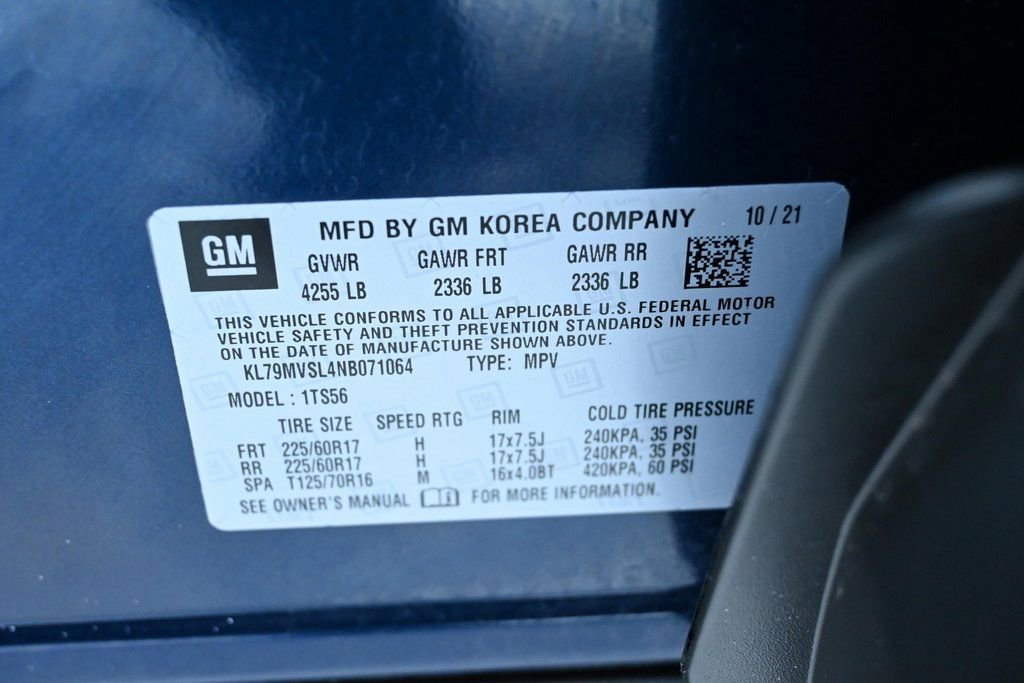 GM
MFD BY GM KOREA COMPANY 10 / 21
GVWR GAWR FRT GAWR RR
4255 LB 2336 LB 2336 LB
THIS VEHICLE CONFORMS TO ALL APPLICABLE U.S. FEDERAL MOTOR
VEHICLE SAFETY AND THEFT PREVENTION STANDARDS IN EFFECT
ON THE DATE OF MANUFACTURE SHOWN ABOVE.
KL79MVSL4NB071064 TYPE: MPV
MODEL : 1TS56
TIRE SIZE SPEED RTG RIM COLD TIRE PRESSURE
FRT 225/60R17 H 17x7.5J 240KPA, 35 PSI
RR 225/60R17 H 17x7.5J 240KPA, 35 PSI
SPA T125/70R16 M 16x4.0BT 420KPA, 60 PSI
SEE OWNER'S MANUAL FOR MORE INFORMATION.